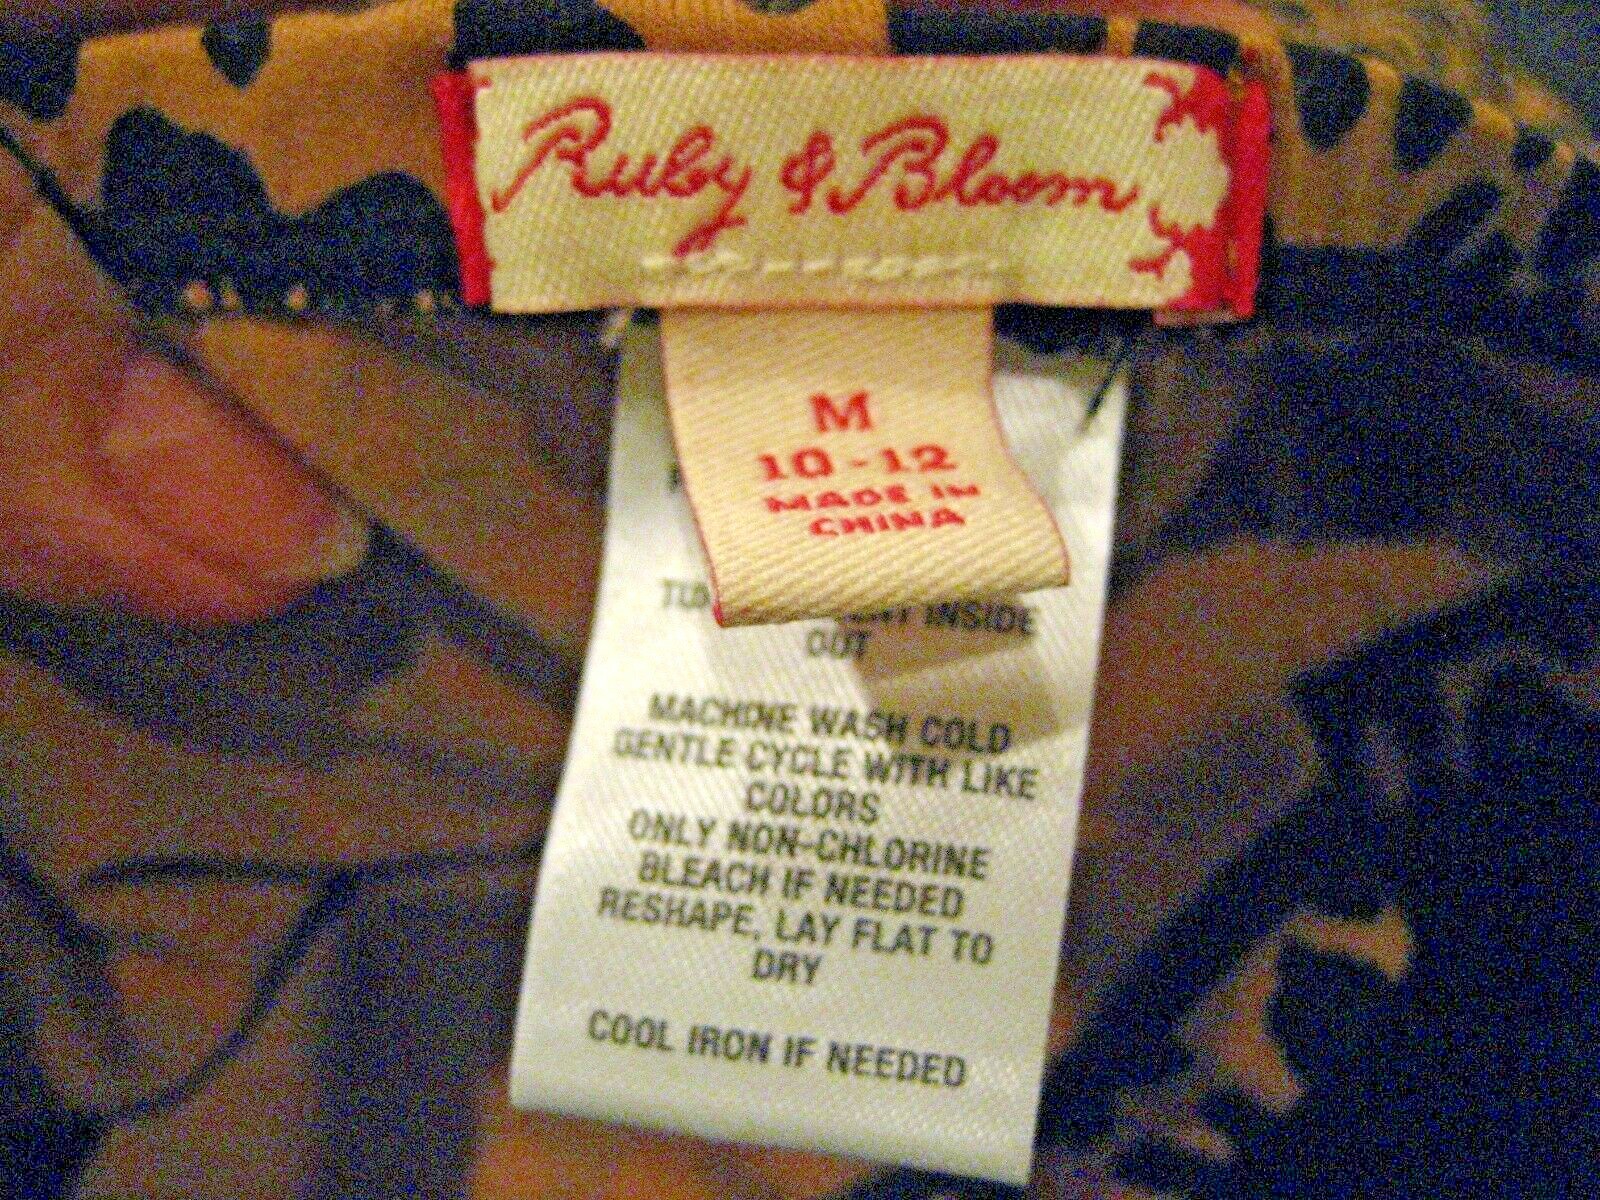 Ruby & Bloom
M
10-12
MADE IN
CHINA
INSIDE
OUT
MACHINE WASH COLD
GENTLE CYCLE WITH LIKE
COLORS
ONLY NON-CHLORINE
BLEACH IF NEEDED
RESHAPE, LAY FLAT TO
DRY
COOL IRON IF NEEDED